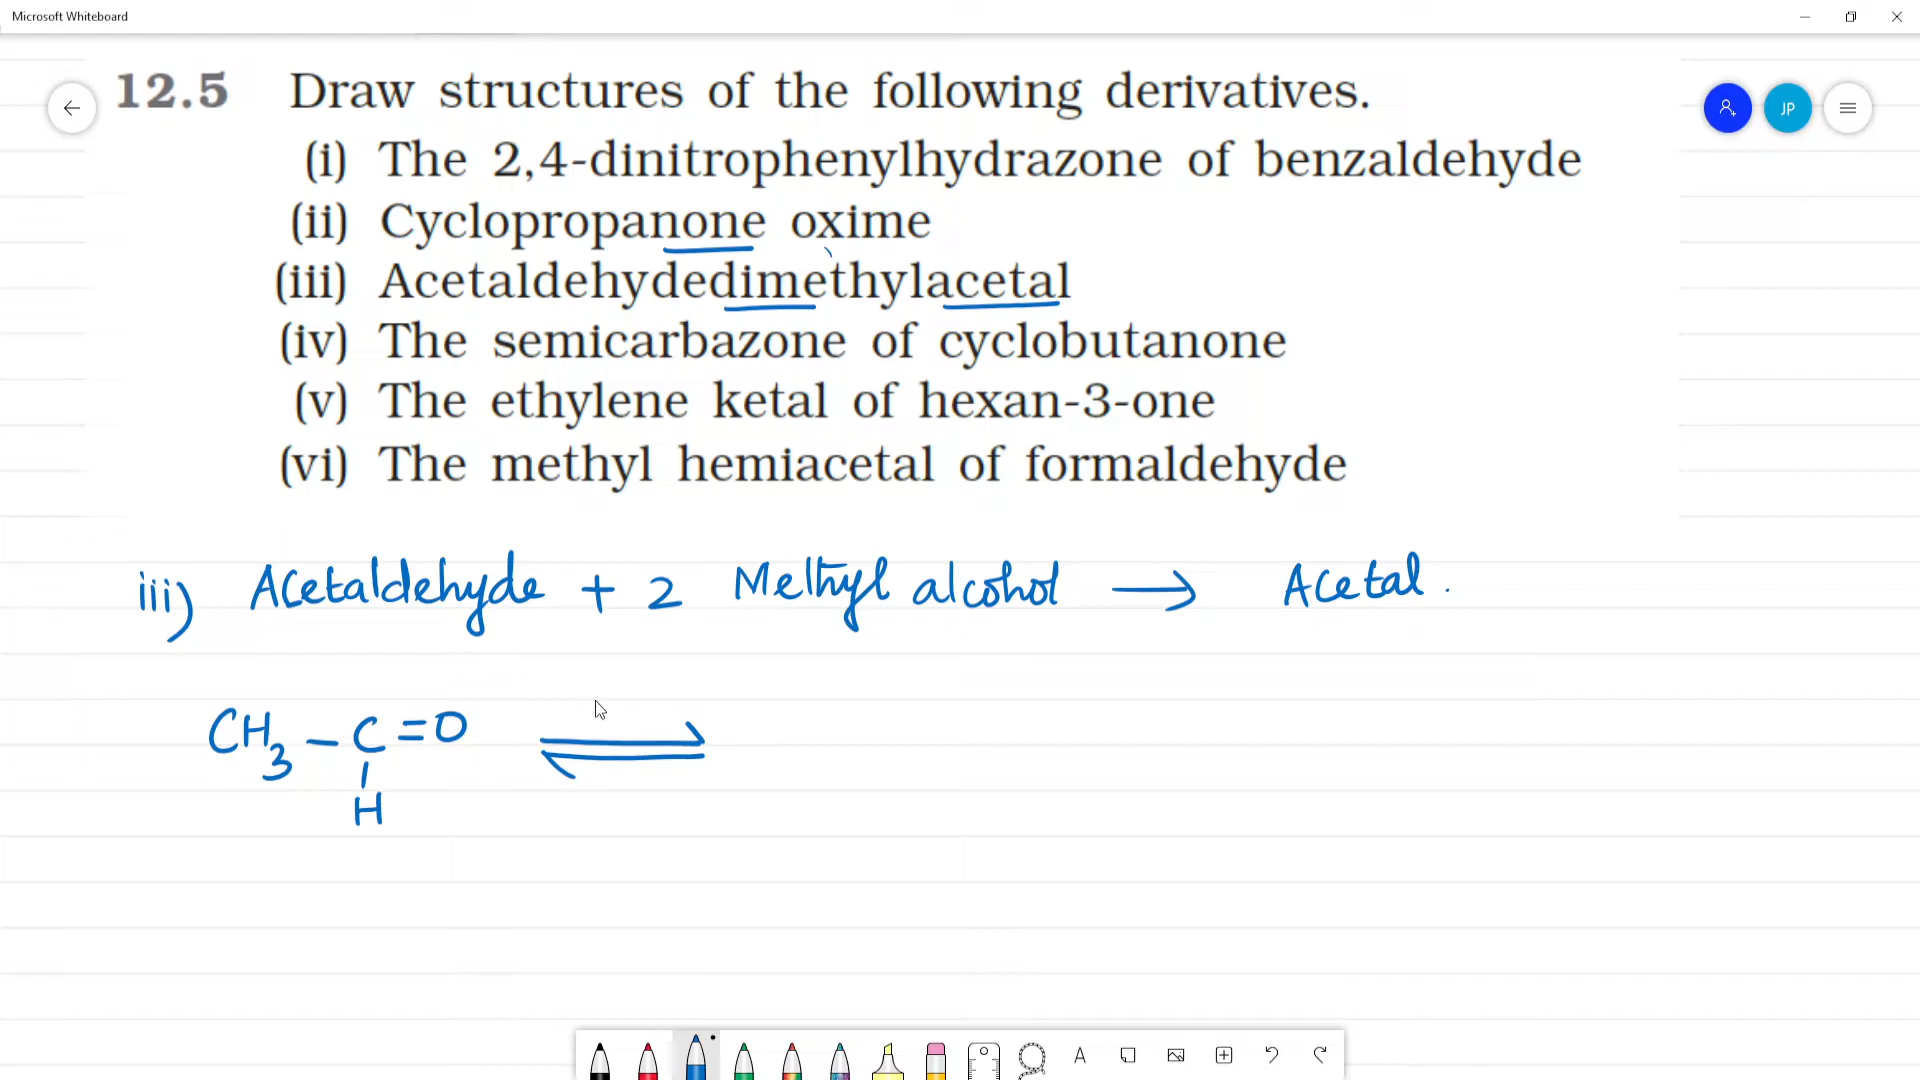 Microsoft Whiteboard
12.5 Draw structures of the following derivatives.
JP
(i) The 2,4-dinitrophenylhydrazone of benzaldehyde
(ii) Cyclopropanone oxime
(iii) Acetaldehydedimethylacetal
(iv) The semicarbazone of cyclobutanone
(v) The ethylene ketal of hexan-3-one
(vi) The methyl hemiacetal of formaldehyde
iii) Acetaldehyde + 2 Methyl alcohol → Acetal.
CH3 – C = O ⇌
H
A